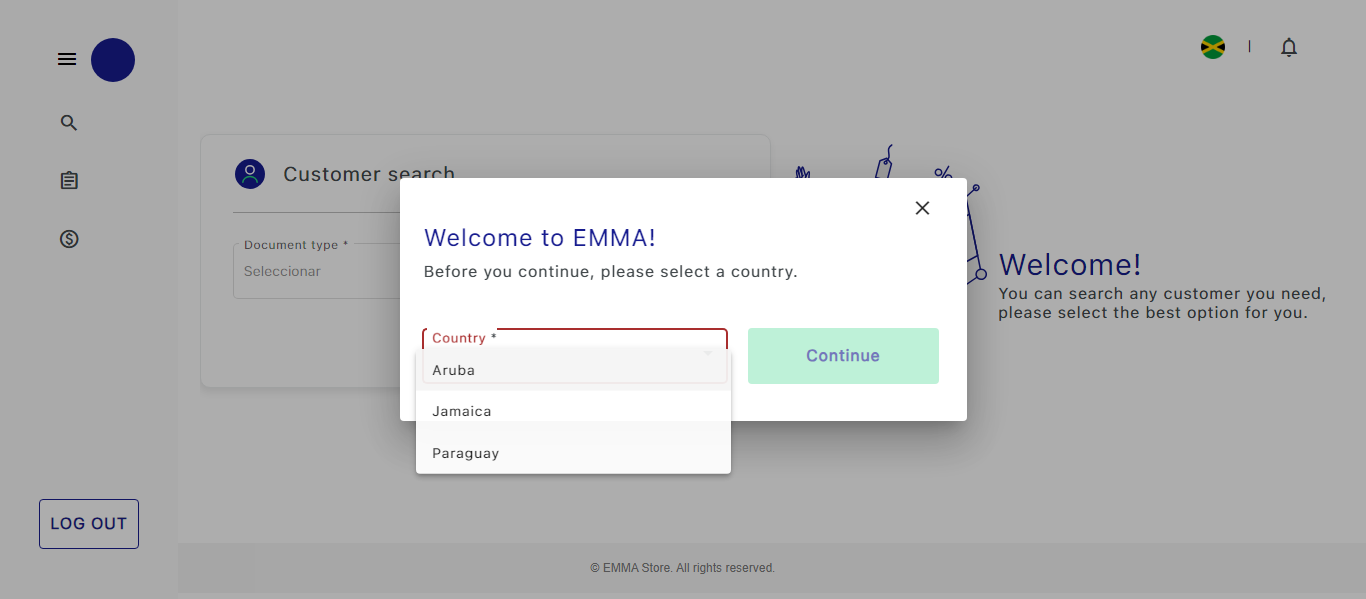 Customer search
Document type *
Seleccionar
Welcome to EMMA!
Before you continue, please select a country.
Country *
Aruba
Jamaica
Paraguay
Continue
Welcome!
You can search any customer you need,
please select the best option for you.
LOG OUT
© EMMA Store. All rights reserved.